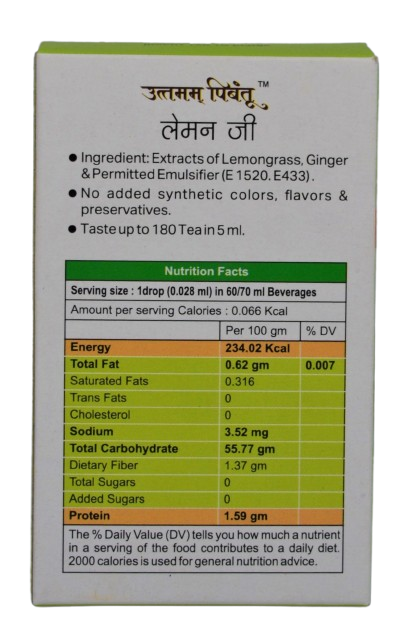 उत्तमम् पिबंतू™
लेमन जी
● Ingredient: Extracts of Lemongrass, Ginger
& Permitted Emulsifier (E 1520. E433).
● No added synthetic colors, flavors &
preservatives.
● Taste up to 180 Tea in 5 ml.
Nutrition Facts
Serving size : 1drop (0.028 ml) in 60/70 ml Beverages
Amount per serving Calories : 0.066 Kcal
Per 100 gm % DV
Energy 234.02 Kcal
Total Fat 0.62 gm 0.007
Saturated Fats 0.316
Trans Fats 0
Cholesterol 0
Sodium 3.52 mg
Total Carbohydrate 55.77 gm
Dietary Fiber 1.37 gm
Total Sugars 0
Added Sugars 0
Protein 1.59 gm
The % Daily Value (DV) tells you how much a nutrient
in a serving of the food contributes to a daily diet.
2000 calories is used for general nutrition advice.